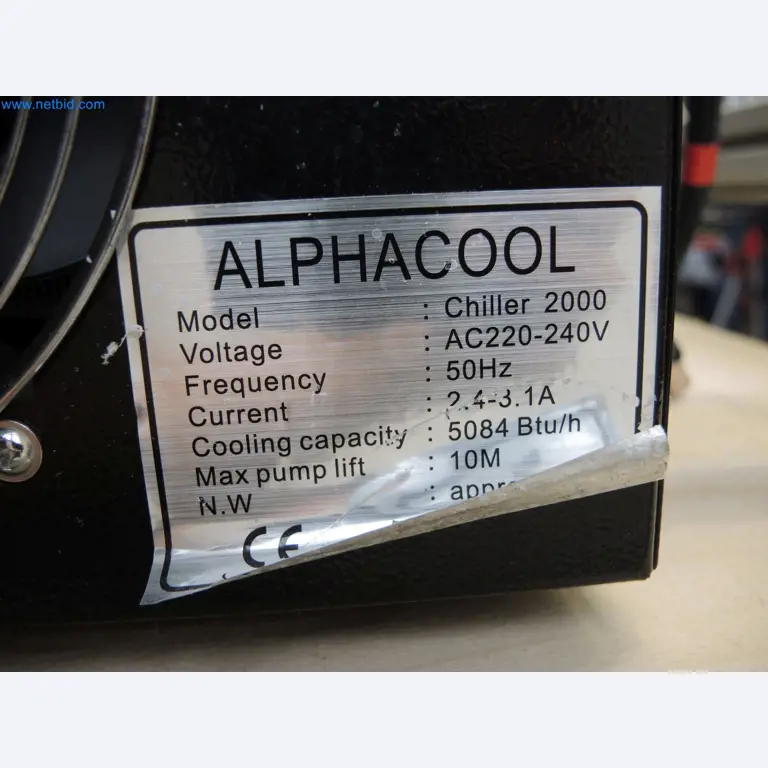 www.netbid.com
ALPHACOOL
Model : Chiller 2000
Voltage : AC220-240V
Frequency : 50Hz
Current : 2.4-3.1A
Cooling capacity : 5084 Btu/h
Max pump lift : 10M
N.W :
CE